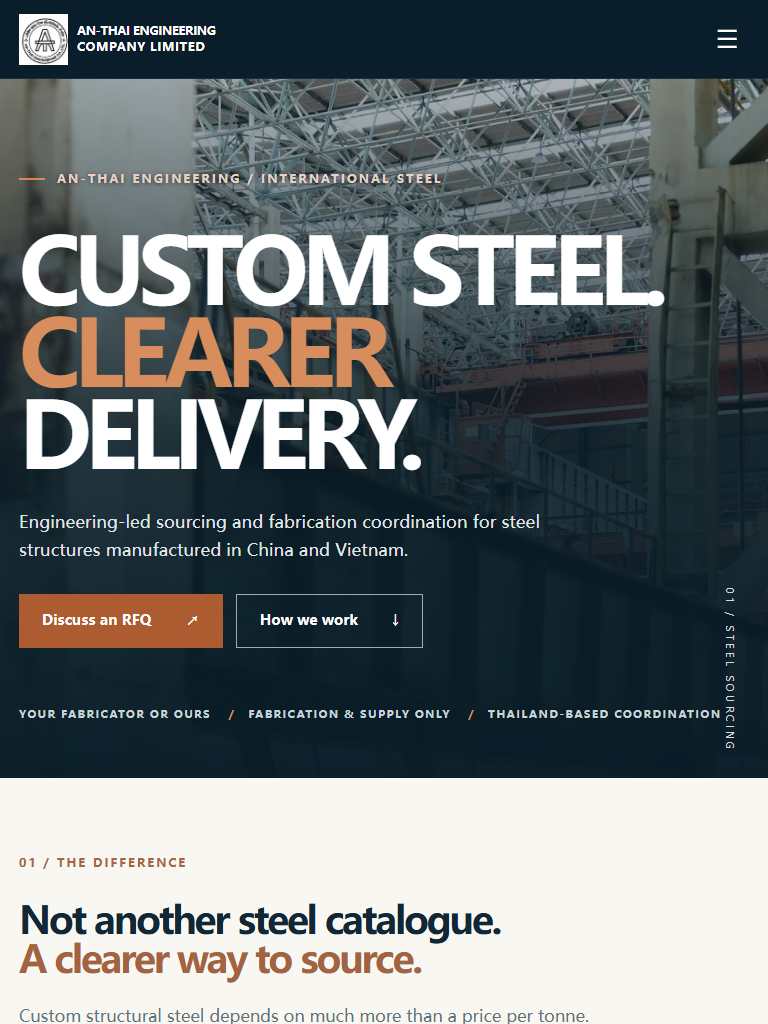 AN-THAI ENGINEERING
COMPANY LIMITED
AN-THAI ENGINEERING / INTERNATIONAL STEEL
CUSTOM STEEL.
CLEARER
DELIVERY.
Engineering-led sourcing and fabrication coordination for steel
structures manufactured in China and Vietnam.
Discuss an RFQ ↗
How we work ↓
01 / STEEL SOURCING
YOUR FABRICATOR OR OURS / FABRICATION & SUPPLY ONLY / THAILAND-BASED COORDINATION
01 / THE DIFFERENCE
Not another steel catalogue.
A clearer way to source.
Custom structural steel depends on much more than a price per tonne.